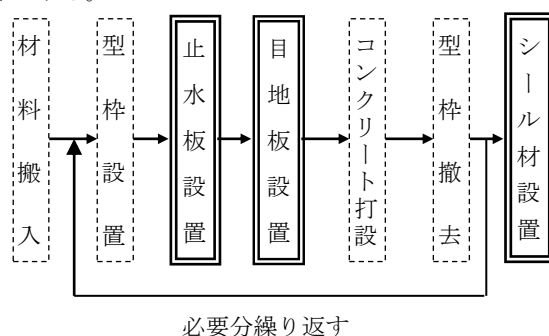 材料搬入
型枠設置
止水板設置
目地板設置
コンクリート打設
型枠撤去
シール材設置
必要分繰り返す